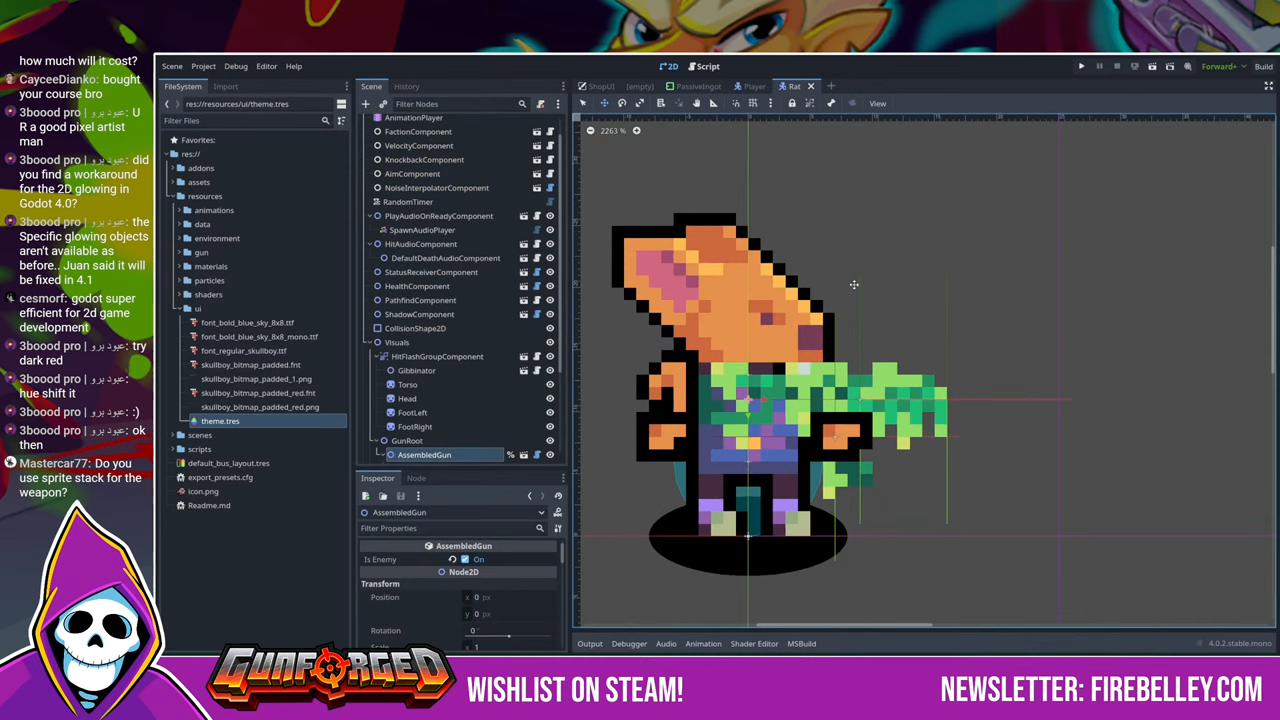 how much will it cost?
CayceeDianko: bought
your course bro
3boood pro | عبود برو: U
R a good pixel artist
man
3boood pro | عبود برو: did
you find a workaround
for the 2D glowing in
Godot 4.0?
3boood pro | عبود برو: the
Specific glowing objects
aren't available as
before.. Juan said it will
be fixed in 4.1
cesmorf: godot super
efficient for 2d game
development
3boood pro | عبود برو: try
dark red
3boood pro | عبود برو:
hue shift it
3boood pro | عبود برو: :)
3boood pro | عبود برو: ok
then
Mastercar77: Do you
use sprite stack for the
weapon?
Scene Project Debug Editor Help
2D Script
Forward+ Build
FileSystem Import
res://resources/ui/theme.tres
Filter Files
Favorites:
res://
addons
assets
resources
animations
data
environment
gun
materials
particles
shaders
ui
font_bold_blue_sky_8x8.ttf
font_bold_blue_sky_8x8_mono.ttf
font_regular_skullboy.ttf
skullboy_bitmap_padded.fnt
skullboy_bitmap_padded_1.png
skullboy_bitmap_padded_red.fnt
skullboy_bitmap_padded_red.png
theme.tres
scenes
scripts
default_bus_layout.tres
export_presets.cfg
icon.png
Readme.md
Scene History
Filter Nodes
AnimationPlayer
FactionComponent
VelocityComponent
KnockbackComponent
AimComponent
NoiseInterpolatorComponent
RandomTimer
PlayAudioOnReadyComponent
SpawnAudioPlayer
HitAudioComponent
DefaultDeathAudioComponent
StatusReceiverComponent
HealthComponent
PathfindComponent
ShadowComponent
CollisionShape2D
Visuals
HitFlashGroupComponent
Gibbinator
Torso
Head
FootLeft
FootRight
GunRoot
AssembledGun %
Inspector Node
AssembledGun
Filter Properties
AssembledGun
Is Enemy On
Node2D
Transform
Position x 0 px
y 0 px
Rotation 0 °
Scale x 1
ShopUI [empty] PassiveIngot Player Rat
View
2263 %
Output Debugger Audio Animation Shader Editor MSBuild
4.0.2.stable.mono
GUNFORGED
WISHLIST ON STEAM!
NEWSLETTER: FIREBELLEY.COM